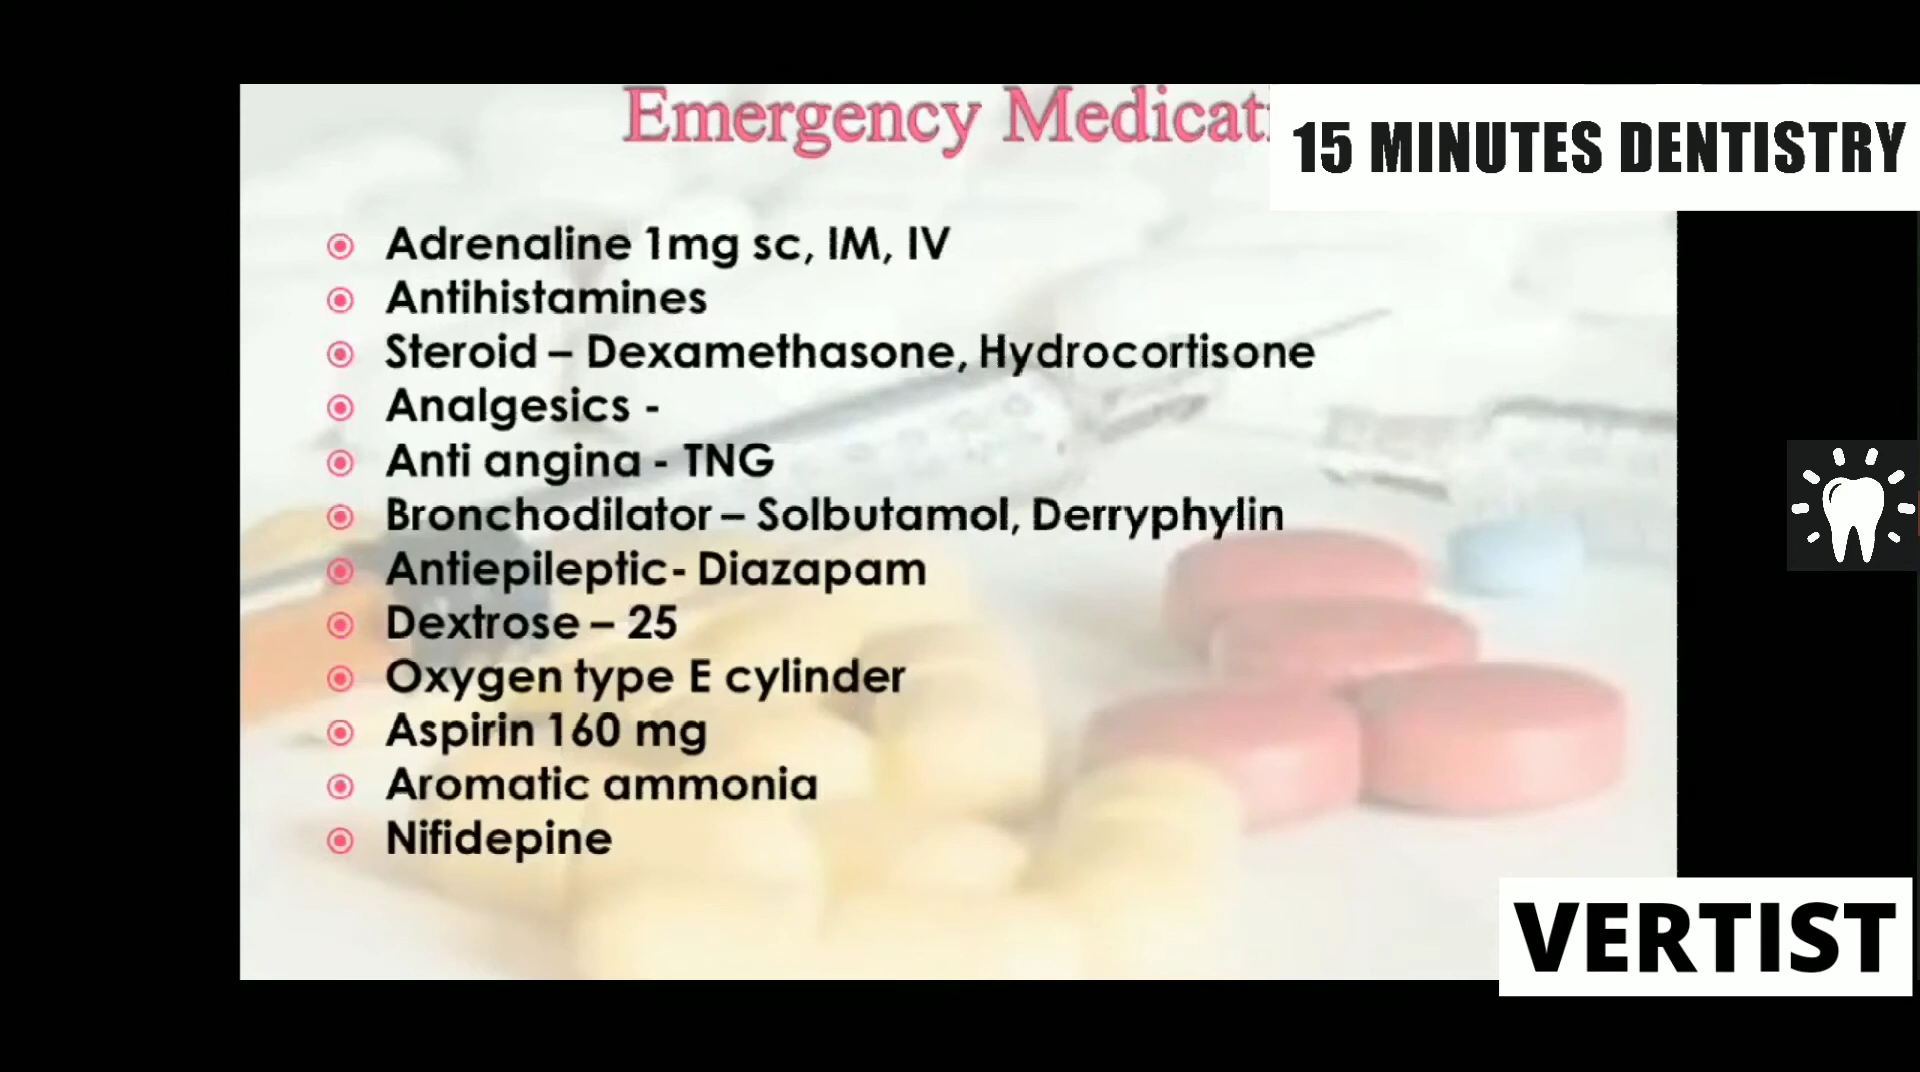 Emergency Medicat
15 MINUTES DENTISTRY
Adrenaline 1mg sc, IM, IV
Antihistamines
Steroid – Dexamethasone, Hydrocortisone
Analgesics -
Anti angina - TNG
Bronchodilator – Solbutamol, Derryphylin
Antiepileptic- Diazapam
Dextrose – 25
Oxygen type E cylinder
Aspirin 160 mg
Aromatic ammonia
Nifidepine
VERTIST